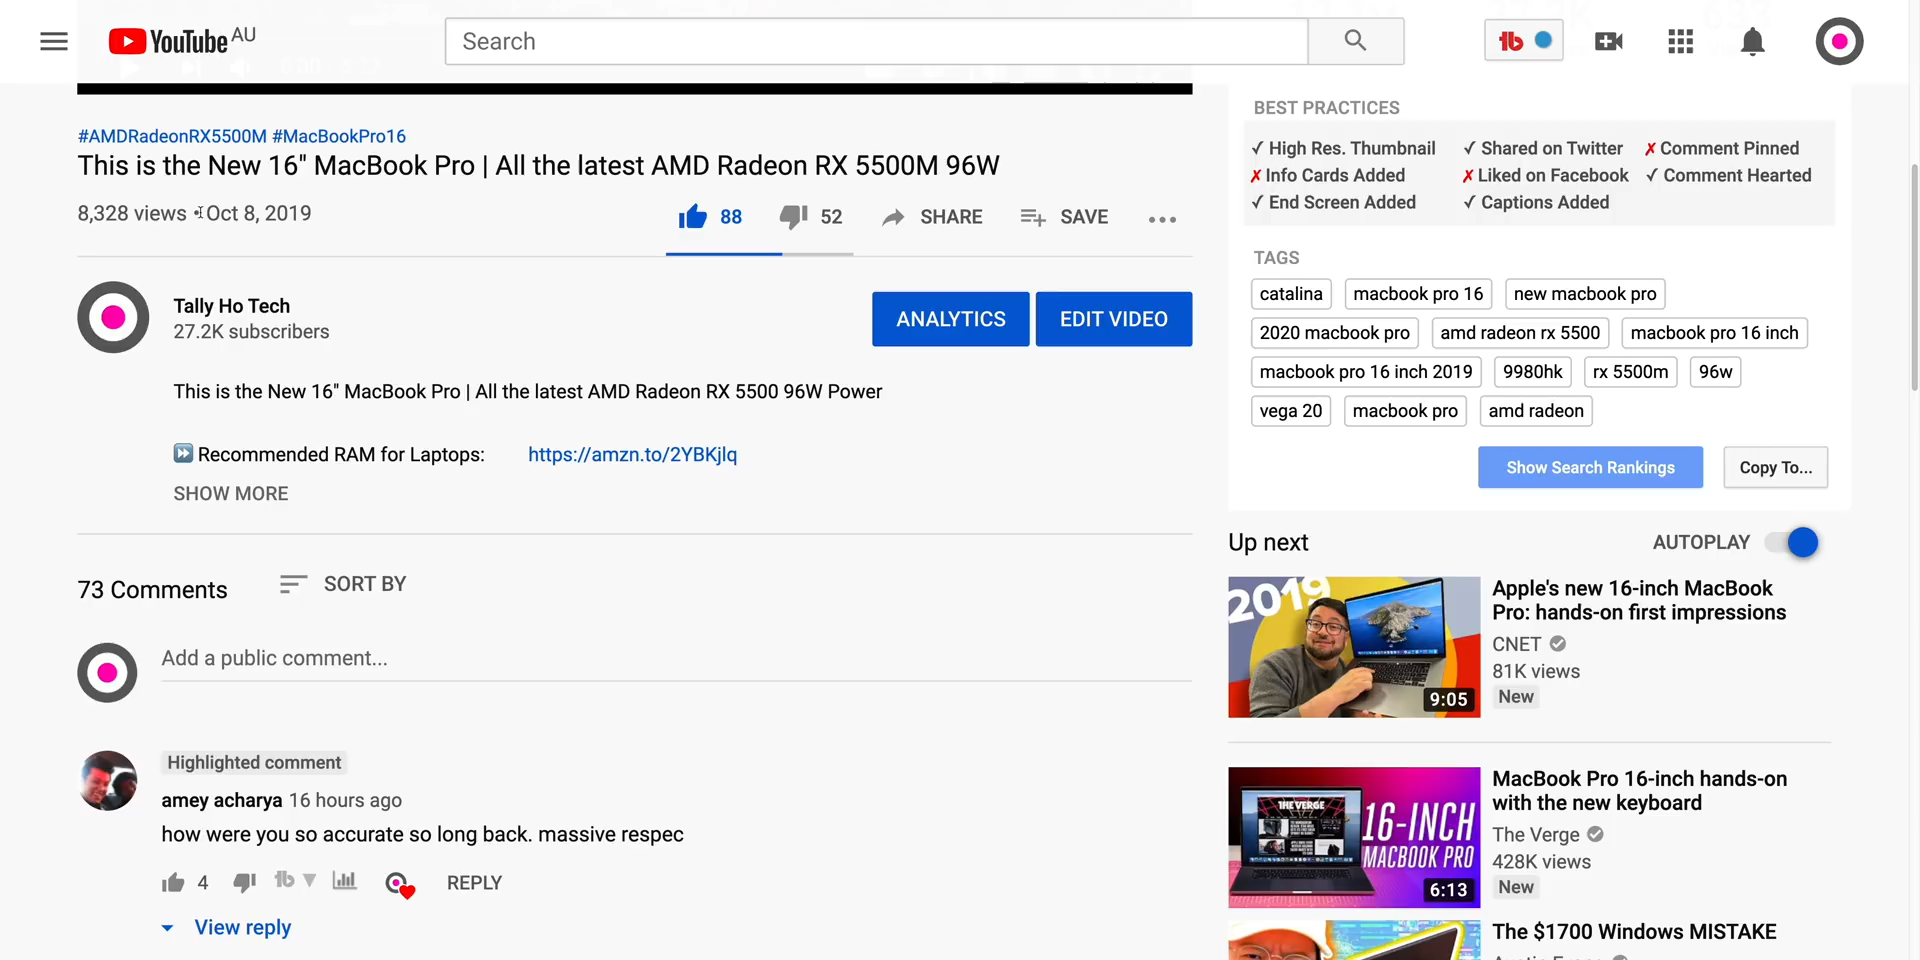 YouTube AU
Search
#AMDRadeonRX5500M #MacBookPro16
This is the New 16" MacBook Pro | All the latest AMD Radeon RX 5500M 96W
8,328 views • Oct 8, 2019
88
52
SHARE
SAVE
Tally Ho Tech
27.2K subscribers
ANALYTICS
EDIT VIDEO
This is the New 16" MacBook Pro | All the latest AMD Radeon RX 5500 96W Power
Recommended RAM for Laptops: https://amzn.to/2YBKjlq
SHOW MORE
73 Comments
SORT BY
Add a public comment...
Highlighted comment
amey acharya 16 hours ago
how were you so accurate so long back. massive respec
4
REPLY
View reply
BEST PRACTICES
✓ High Res. Thumbnail ✓ Shared on Twitter ✗ Comment Pinned
✗ Info Cards Added ✗ Liked on Facebook ✓ Comment Hearted
✓ End Screen Added ✓ Captions Added
TAGS
catalina macbook pro 16 new macbook pro
2020 macbook pro amd radeon rx 5500 macbook pro 16 inch
macbook pro 16 inch 2019 9980hk rx 5500m 96w
vega 20 macbook pro amd radeon
Show Search Rankings
Copy To...
Up next
AUTOPLAY
2019
9:05
Apple's new 16-inch MacBook
Pro: hands-on first impressions
CNET
81K views
New
THE VERGE
16-INCH
MACBOOK PRO
6:13
MacBook Pro 16-inch hands-on
with the new keyboard
The Verge
428K views
New
The $1700 Windows MISTAKE